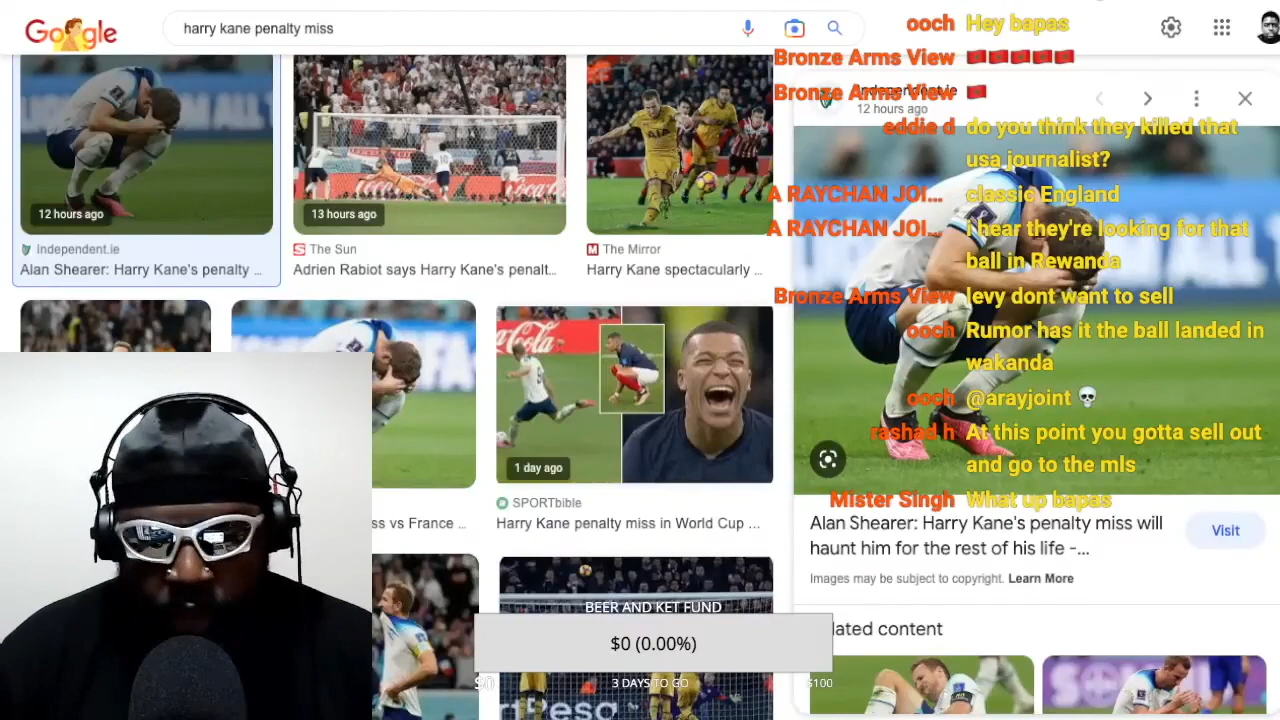 Google
harry kane penalty miss
ooch Hey bapas
Bronze Arms View
Bronze Arms View
Independent.ie
12 hours ago
eddie d do you think they killed that
usa journalist?
A RAYCHAN JOI... classic England
A RAYCHAN JOI... i hear they're looking for that
ball in Rewanda
Bronze Arms View levy dont want to sell
ooch Rumor has it the ball landed in
wakanda
ooch @arayjoint
rashad h At this point you gotta sell out
and go to the mls
Mister Singh What up bapas
12 hours ago
Independent.ie
Alan Shearer: Harry Kane's penalty ...
13 hours ago
The Sun
Adrien Rabiot says Harry Kane's penalt...
AIA
The Mirror
Harry Kane spectacularly ...
Coca-Cola
1 day ago
SPORTbible
Harry Kane penalty miss in World Cup ...
ss vs France ...
Alan Shearer: Harry Kane's penalty miss will
haunt him for the rest of his life -...
Visit
Images may be subject to copyright. Learn More
lated content
BEER AND KET FUND
$0 (0.00%)
$0
3 DAYS TO GO
$100